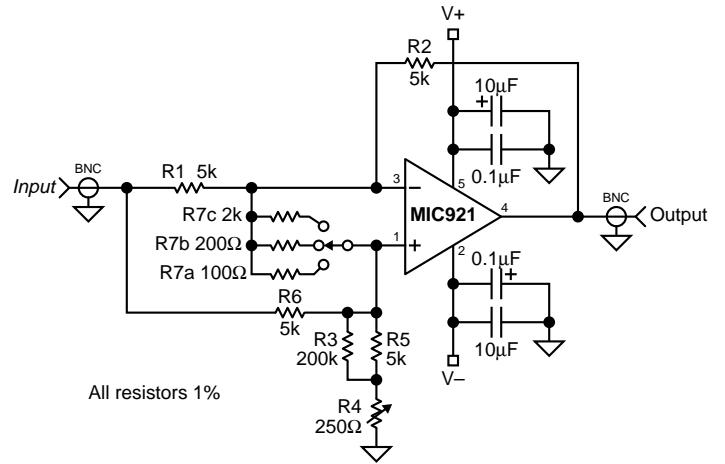 V+
R2
5k
10µF
+
0.1µF
BNC
Input
R1 5k
3
−
5
R7c 2k
MIC921
4
BNC
Output
R7b 200Ω
1
+
R7a 100Ω
2
0.1µF
+
R6
5k
R3
200k
R5
5k
10µF
V−
All resistors 1%
R4
250Ω